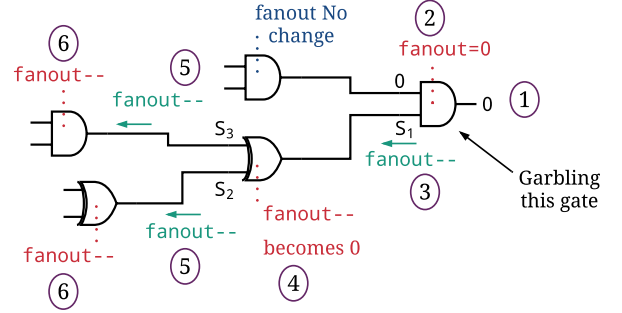 fanout No
change
2
6
fanout=0
fanout--
5
fanout--
0
1
0
S3
S1
fanout--
S2
3
Garbling
this gate
fanout--
fanout--
fanout--
becomes 0
5
4
6